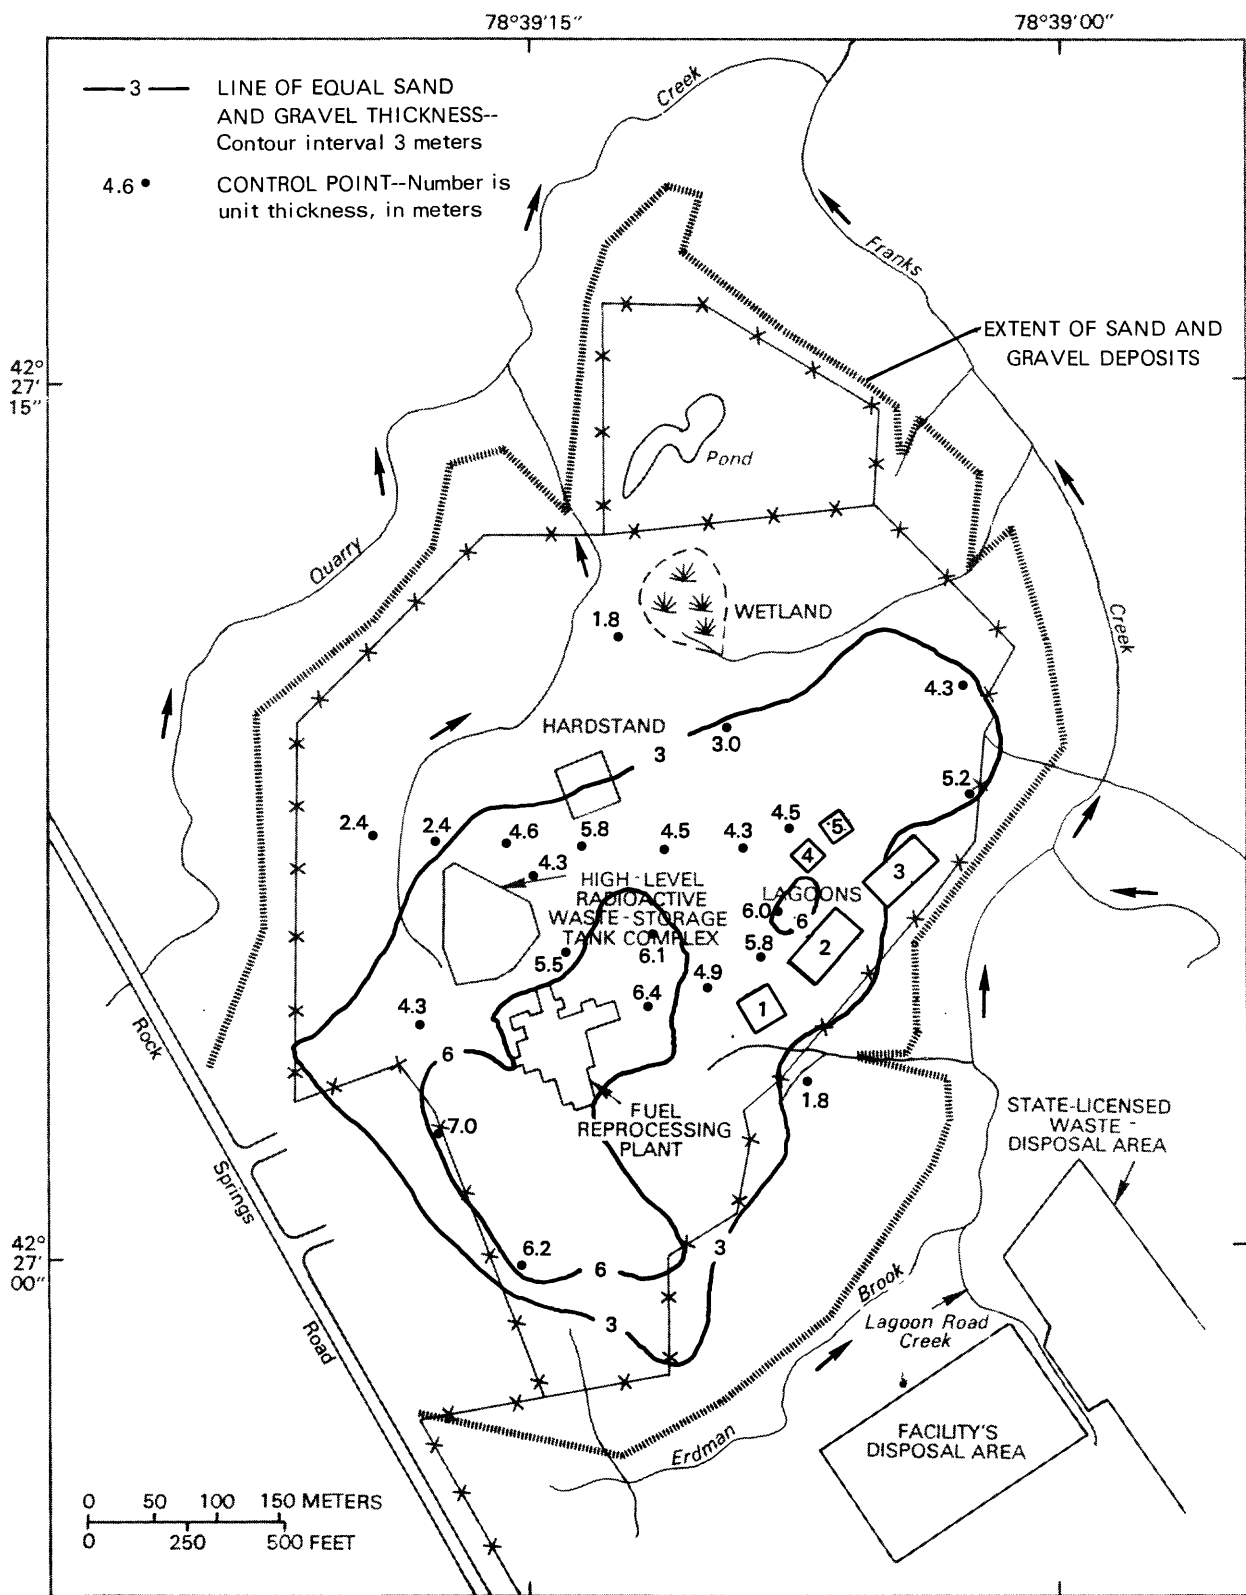 78°39′15″
78°39′00″
3
LINE OF EQUAL SAND
AND GRAVEL THICKNESS--
Contour interval 3 meters
4.6
CONTROL POINT--Number is
unit thickness, in meters
Creek
Franks
EXTENT OF SAND AND
GRAVEL DEPOSITS
42°
27′
15″
Pond
Quarry
WETLAND
1.8
Creek
4.3
HARDSTAND
3
3.0
5.2
2.4
2.4
4.6
5.8
4.5
4.3
4.5
5
4
3
4.3
HIGH-LEVEL
RADIOACTIVE
WASTE-STORAGE
TANK COMPLEX
LAGOONS
6.0
6
2
5.5
6.1
5.8
4.9
6.4
1
4.3
6
Rock
Springs
Road
7.0
FUEL
REPROCESSING
PLANT
1.8
STATE-LICENSED
WASTE-
DISPOSAL AREA
42°
27′
00″
6.2
6
3
3
Brook
Lagoon Road
Creek
Erdman
FACILITY'S
DISPOSAL AREA
0 50 100 150 METERS
0 250 500 FEET